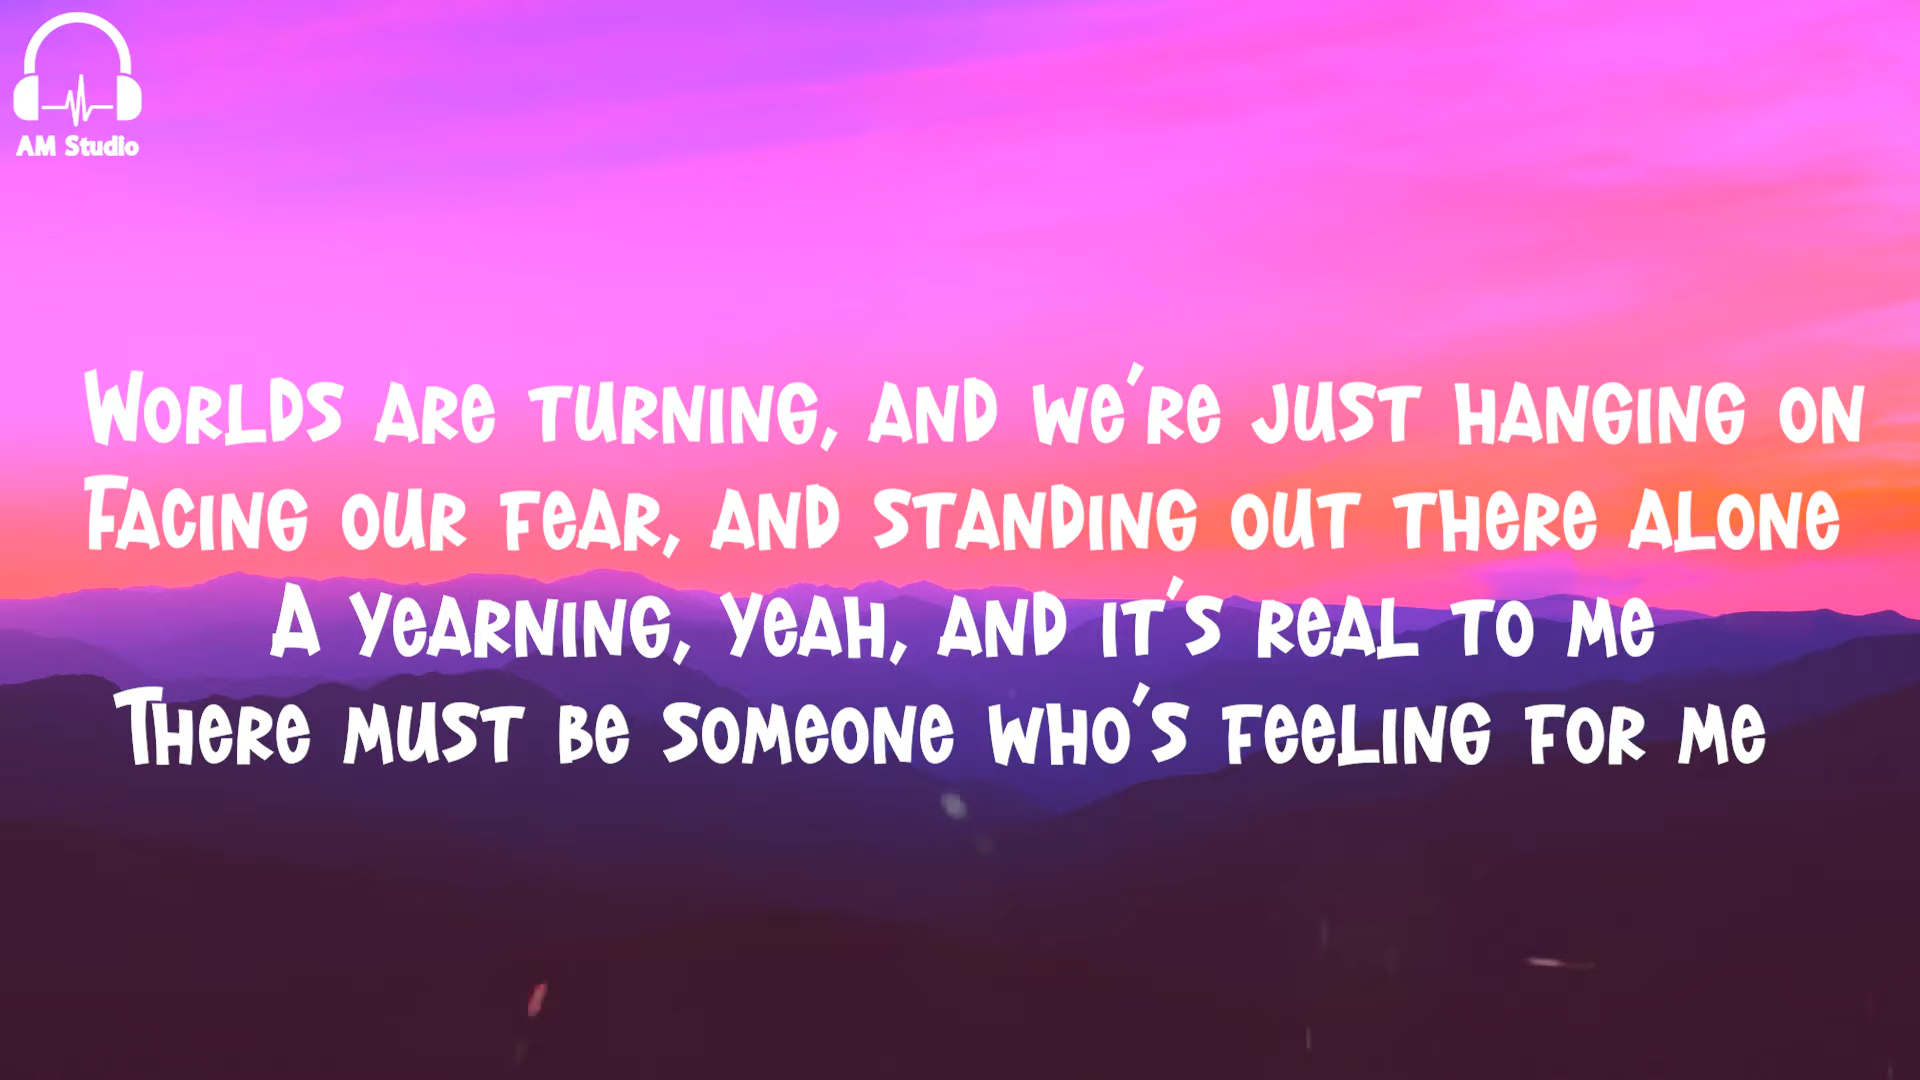 AM Studio
Worlds are turning, and we're just hanging on
Facing our fear, and standing out there alone
A yearning, yeah, and it's real to me
There must be someone who's feeling for me